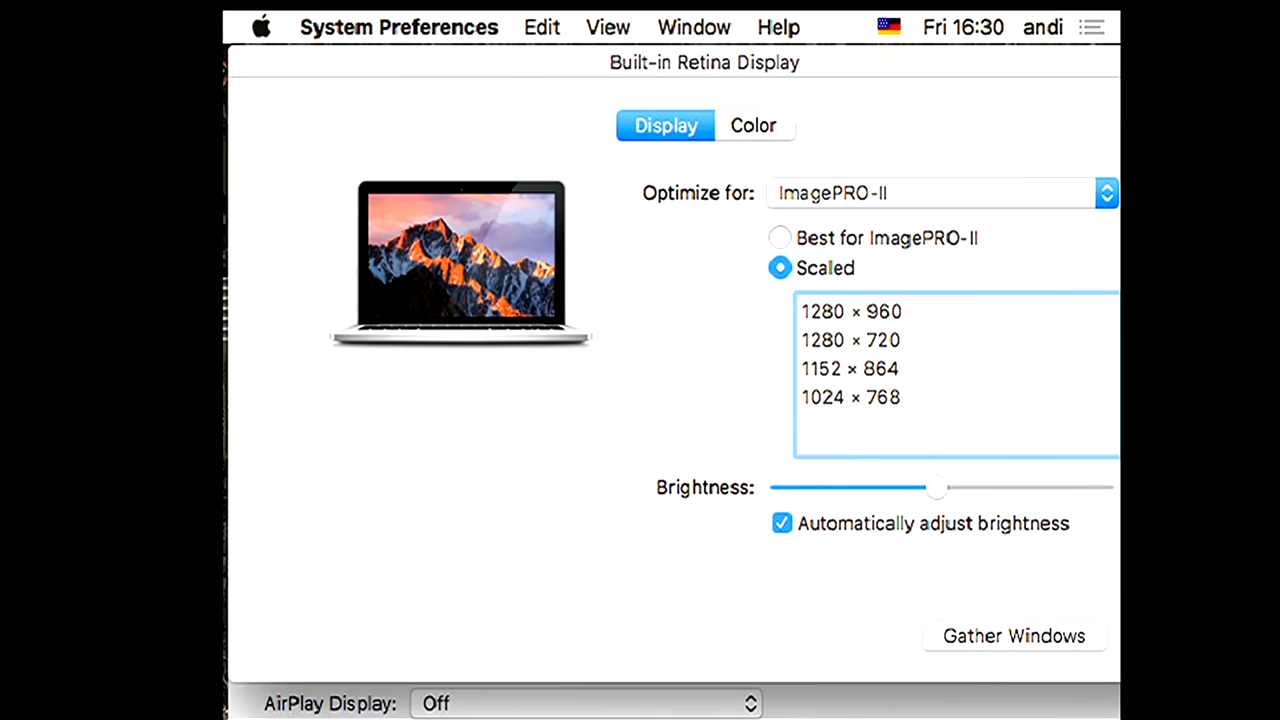 System Preferences Edit View Window Help Fri 16:30 andi
Built-in Retina Display
Display Color
Optimize for: ImagePRO-II
Best for ImagePRO-II
Scaled
1280 × 960
1280 × 720
1152 × 864
1024 × 768
Brightness:
Automatically adjust brightness
Gather Windows
AirPlay Display: Off